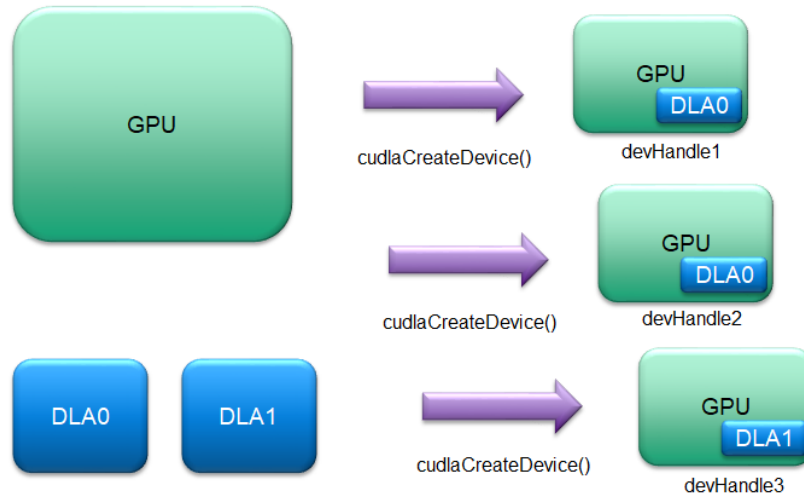 GPU
GPU
DLA0
cudlaCreateDevice()
devHandle1
GPU
DLA0
cudlaCreateDevice()
devHandle2
DLA0
DLA1
GPU
DLA1
cudlaCreateDevice()
devHandle3